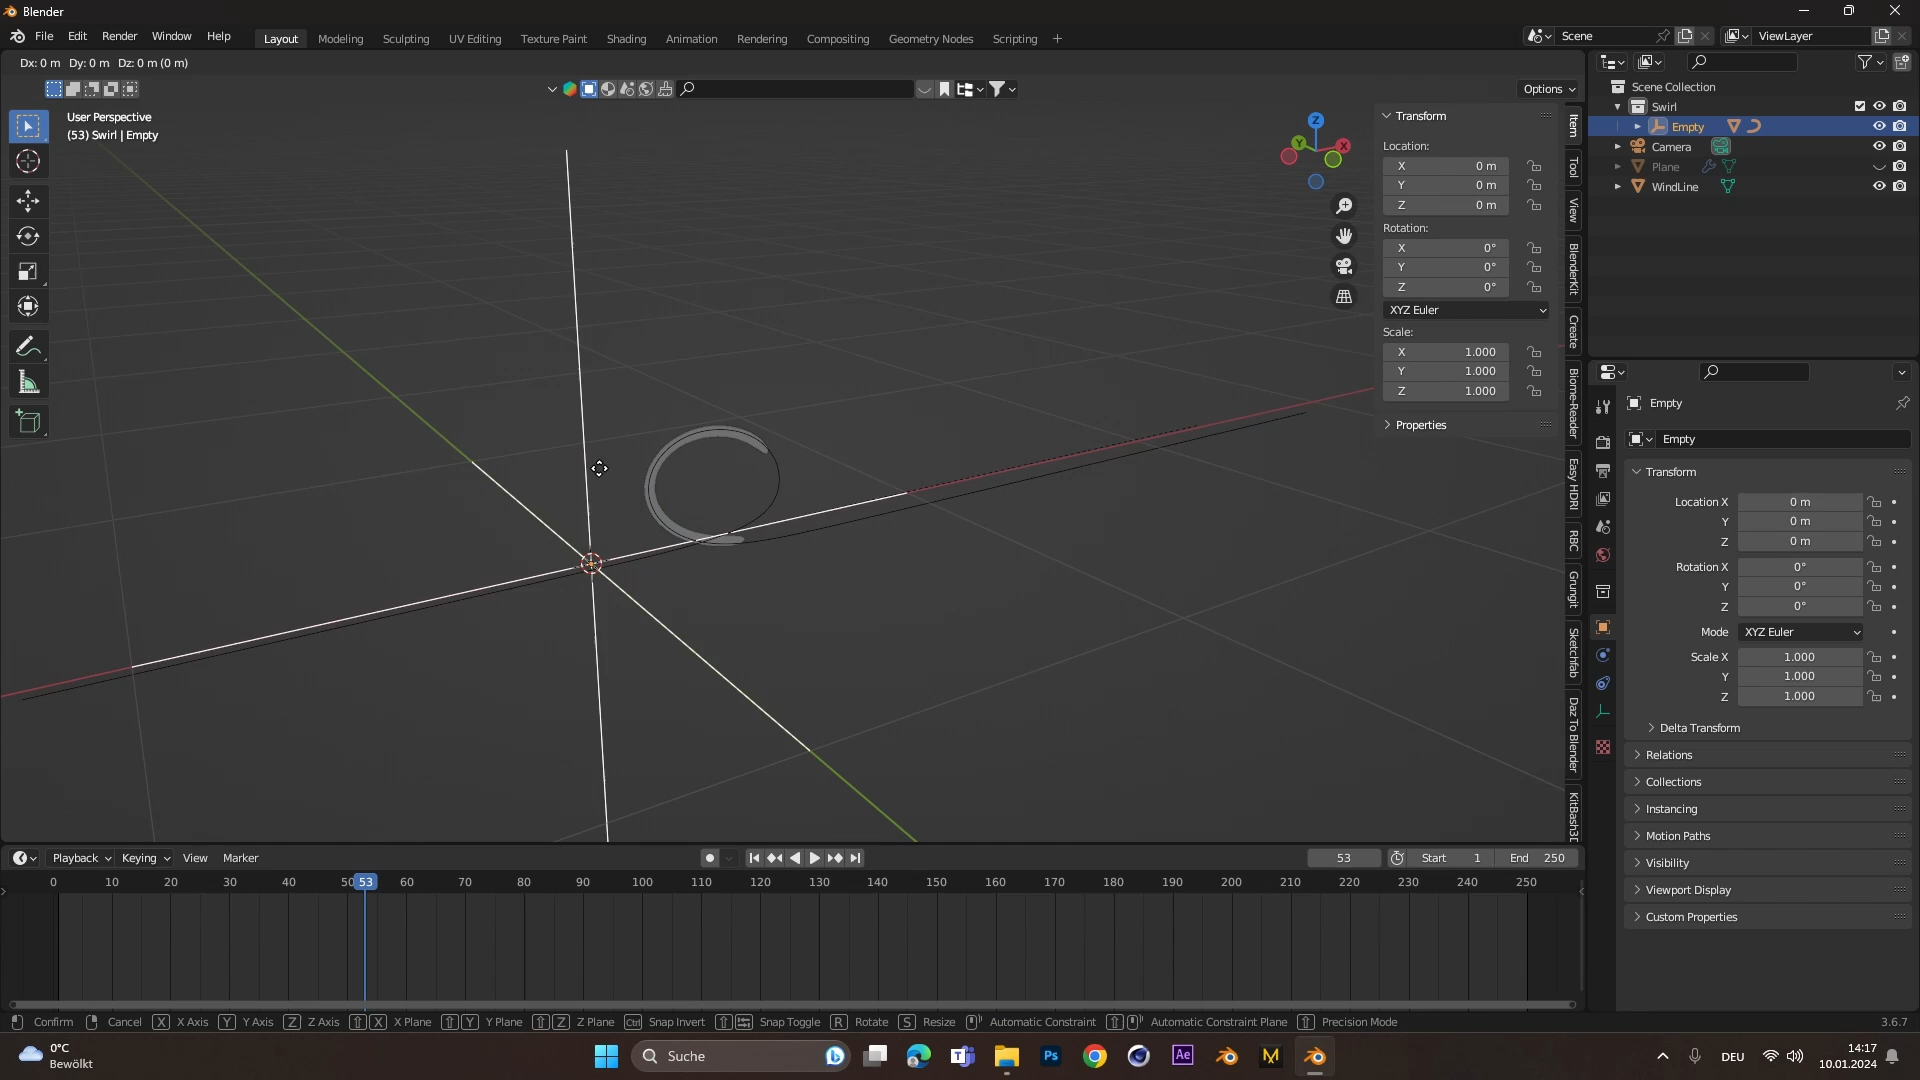 Blender
File Edit Render Window Help Layout Modeling Sculpting UV Editing Texture Paint Shading Animation Rendering Compositing Geometry Nodes Scripting + Scene ViewLayer
Dx: 0 m Dy: 0 m Dz: 0 m (0 m)
Options
User Perspective
(53) Swirl | Empty
Z
Y
X
Transform
Location:
X 0 m
Y 0 m
Z 0 m
Rotation:
X 0°
Y 0°
Z 0°
XYZ Euler
Scale:
X 1.000
Y 1.000
Z 1.000
Properties
Item
Tool
View
BlenderKit
Create
Biome-Reader
Easy HDRI
RBC
Grungit
Sketchfab
Daz To Blender
KitBash3D
Scene Collection
Swirl
Empty
Camera
Plane
WindLine
Empty
Empty
Transform
Location X 0 m
Y 0 m
Z 0 m
Rotation X 0°
Y 0°
Z 0°
Mode XYZ Euler
Scale X 1.000
Y 1.000
Z 1.000
Delta Transform
Relations
Collections
Instancing
Motion Paths
Visibility
Viewport Display
Custom Properties
Playback Keying View Marker 53 Start 1 End 250
0 10 20 30 40 50 53 60 70 80 90 100 110 120 130 140 150 160 170 180 190 200 210 220 230 240 250
Confirm Cancel X X Axis Y Y Axis Z Z Axis X X Plane Y Y Plane Z Z Plane Ctrl Snap Invert Snap Toggle R Rotate S Resize Automatic Constraint Automatic Constraint Plane Precision Mode 3.6.7
0°C
Bewölkt
Suche
Ps
Ae
M
DEU
14:17
10.01.2024